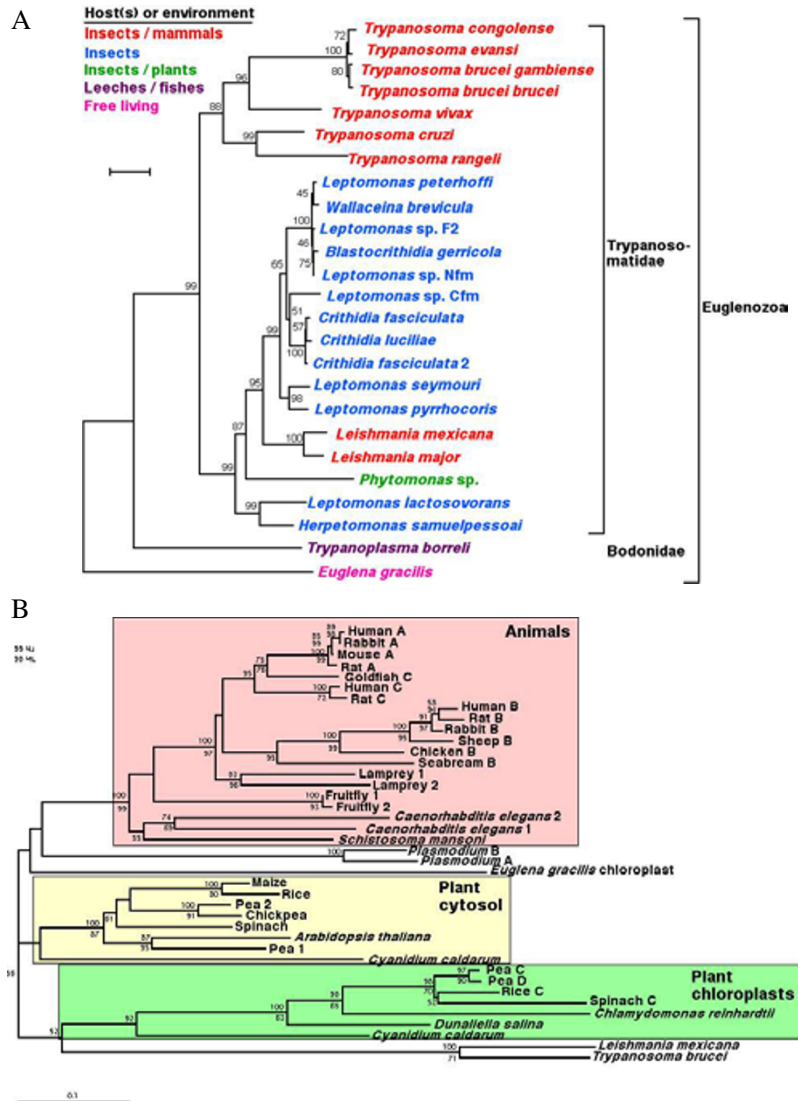 A
Host(s) or environment
Insects / mammals
Insects
Insects / plants
Leeches / fishes
Free living
72
Trypanosoma congolense
100
Trypanosoma evansi
80
Trypanosoma brucei gambiense
Trypanosoma brucei brucei
96
88
Trypanosoma vivax
99
Trypanosoma cruzi
Trypanosoma rangeli
45
Leptomonas peterhoffi
Wallaceina brevicula
100
Leptomonas sp. F2
46
Blastocrithidia gerricola
75
Leptomonas sp. Nfm
65
Leptomonas sp. Cfm
51
Crithidia fasciculata
57
Crithidia luciliae
100
Crithidia fasciculata 2
99
Leptomonas seymouri
98
Leptomonas pyrrhocoris
95
100
Leishmania mexicana
Leishmania major
87
Phytomonas sp.
99
99
Leptomonas lactosovorans
Herpetomonas samuelpessoai
99
Trypanoplasma borreli
Euglena gracilis
Trypanoso-
matidae
Bodonidae
Euglenozoa
B
Animals
Human A
Rabbit A
Mouse A
Rat A
Goldfish C
Human C
Rat C
Human B
Rat B
Rabbit B
Sheep B
Chicken B
Seabream B
Lamprey 1
Lamprey 2
Fruitfly 1
Fruitfly 2
Caenorhabditis elegans 2
Caenorhabditis elegans 1
Schistosoma mansoni
Plasmodium B
Plasmodium A
Euglena gracilis chloroplast
Plant
cytosol
Maize
Rice
Pea 2
Chickpea
Spinach
Arabidopsis thaliana
Pea 1
Cyanidium caldarum
Plant
chloroplasts
Pea C
Pea D
Rice C
Spinach C
Chlamydomonas reinhardtii
Dunaliella salina
Cyanidium caldarum
100
Leishmania mexicana
71
Trypanosoma brucei
0.1